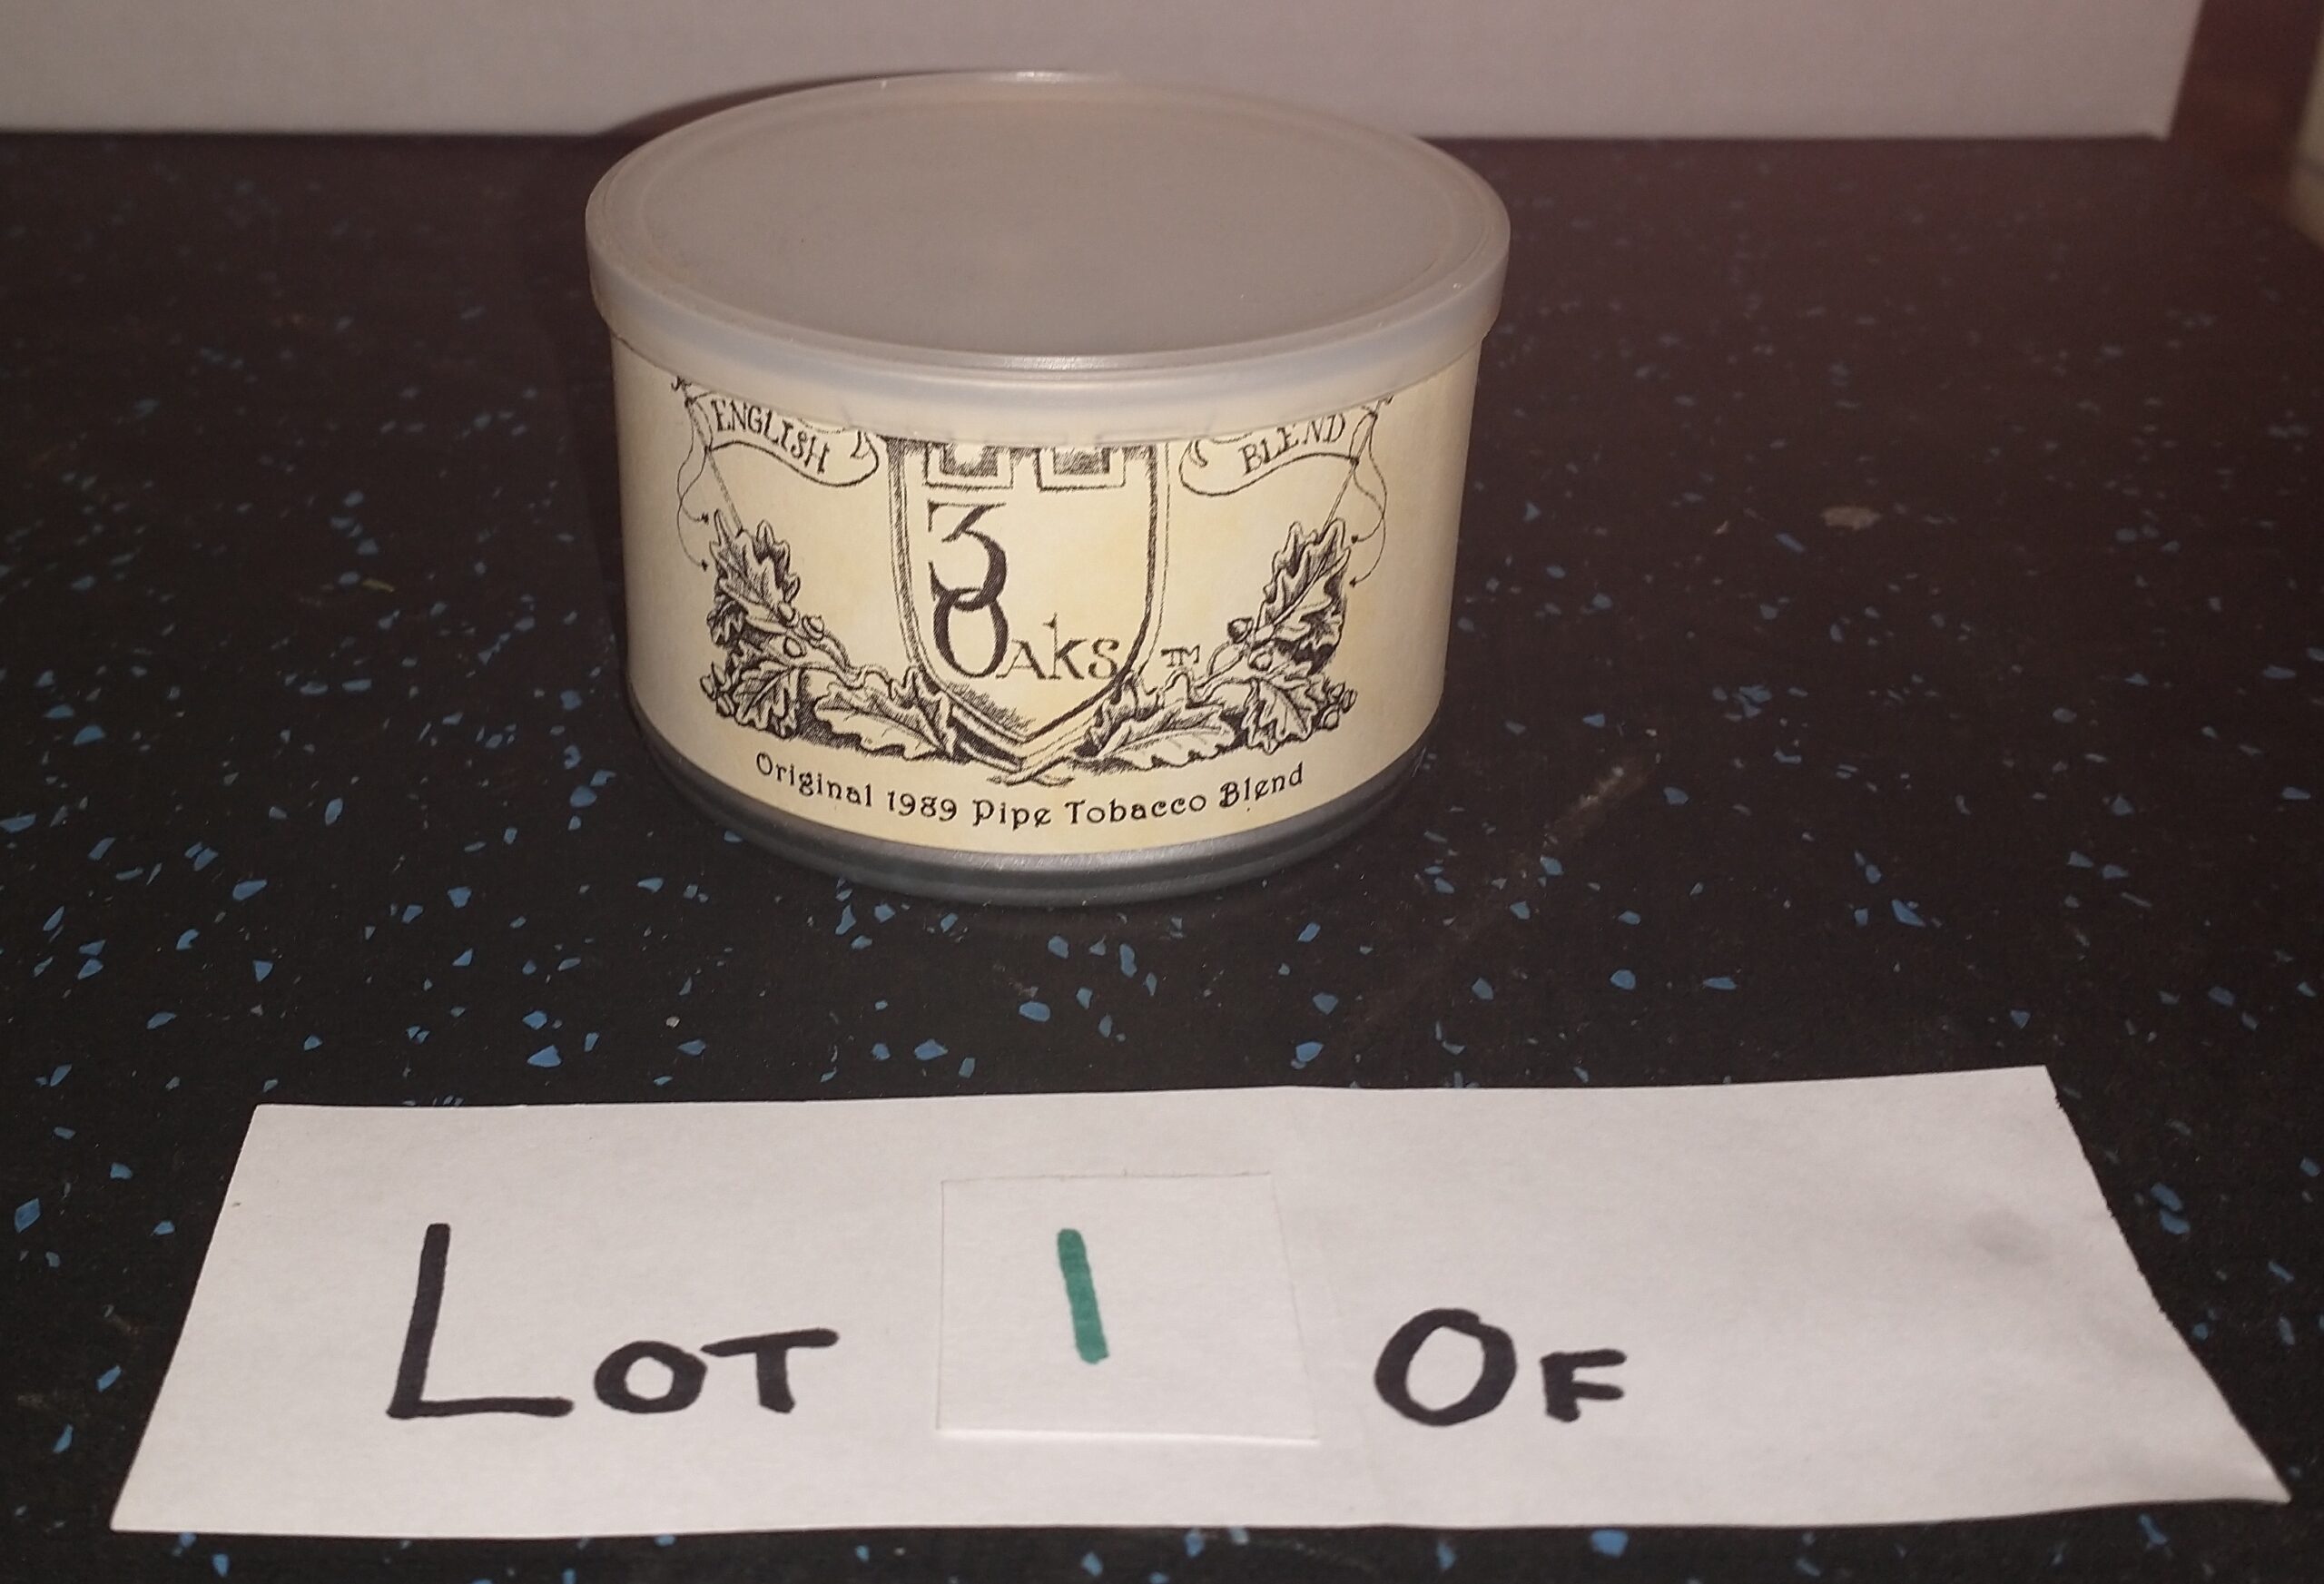 ENGLISH BLEND
3
OAKS ™
Original 1989 Pipe Tobacco Blend
LOT 1 OF